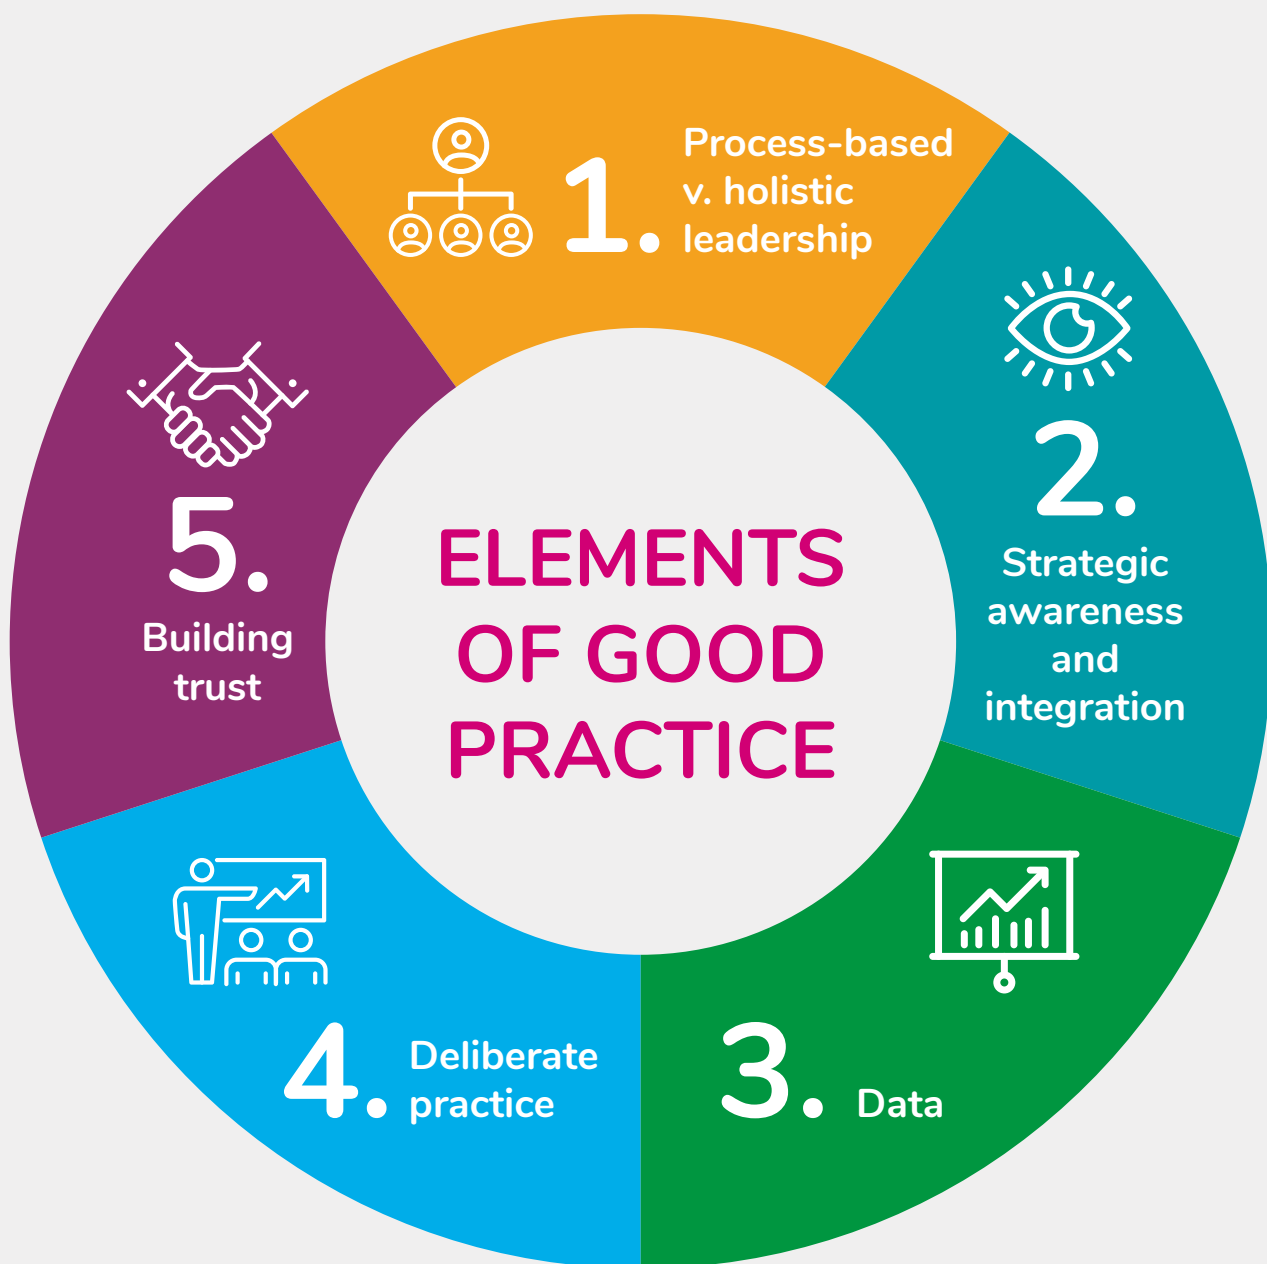 1.
Process-based
v. holistic
leadership
2.
Strategic
awareness
and
integration
3.
Data
4.
Deliberate
practice
5.
Building
trust
ELEMENTS
OF GOOD
PRACTICE